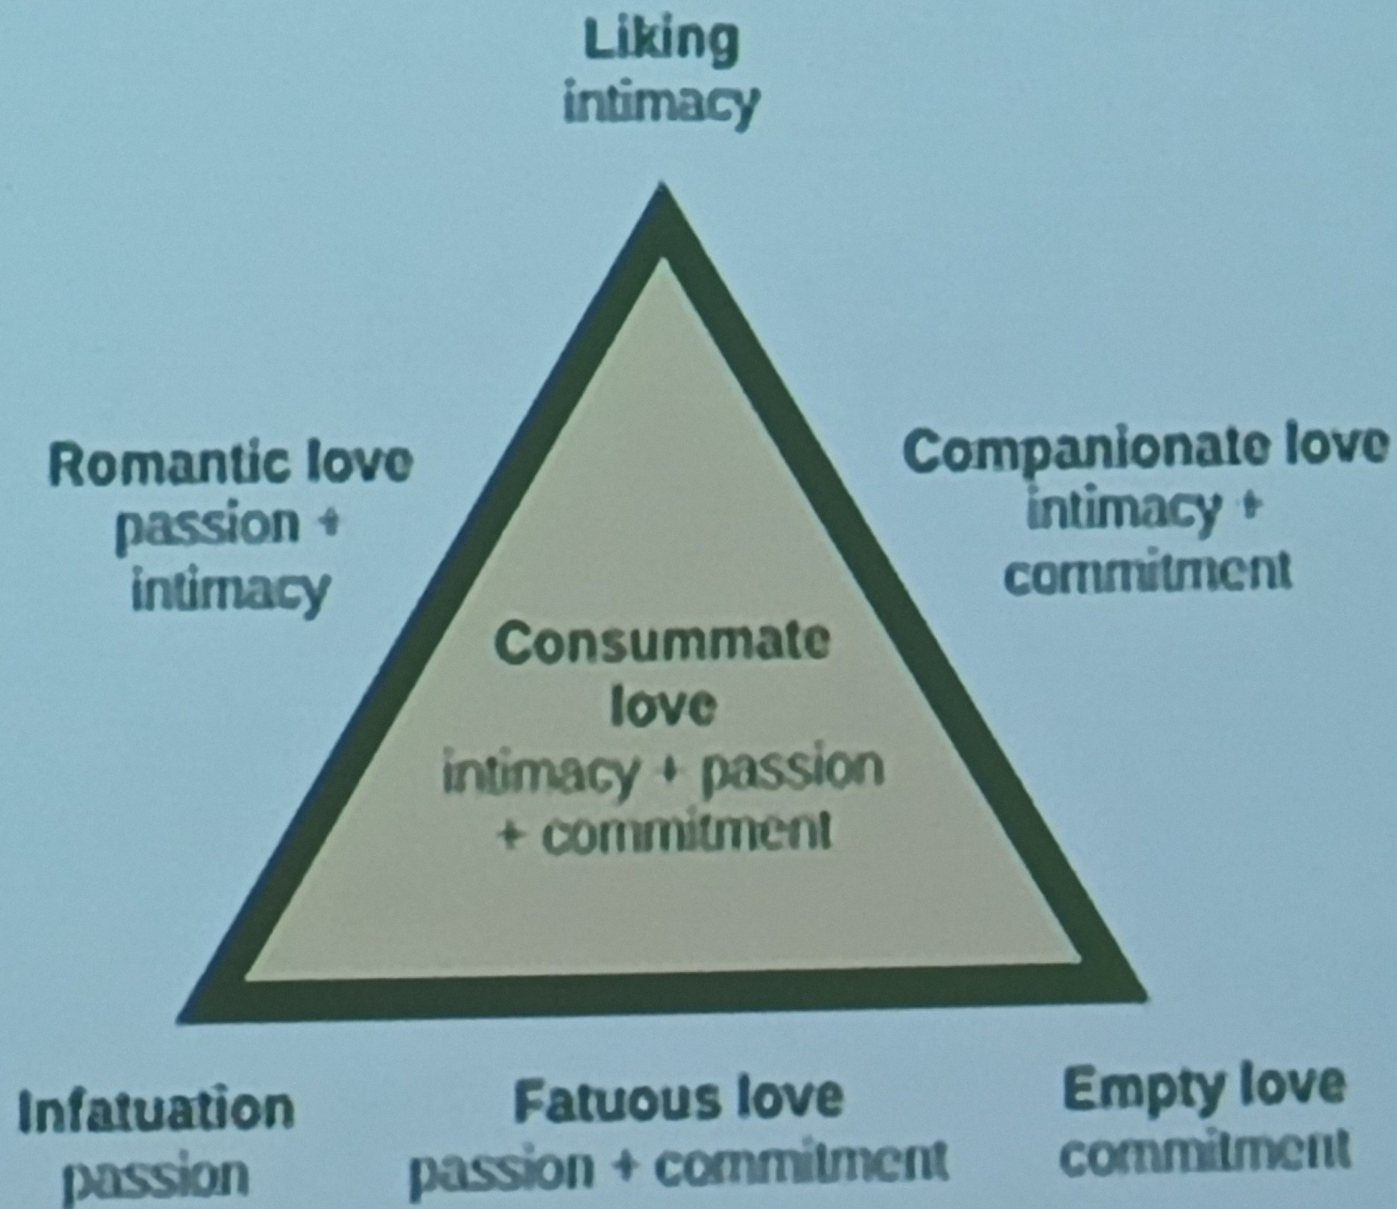 Liking
intimacy
Romantic love
passion +
intimacy
Companionate love
intimacy +
commitment
Consummate
love
intimacy + passion
+ commitment
Infatuation
passion
Fatuous love
passion + commitment
Empty love
commitment